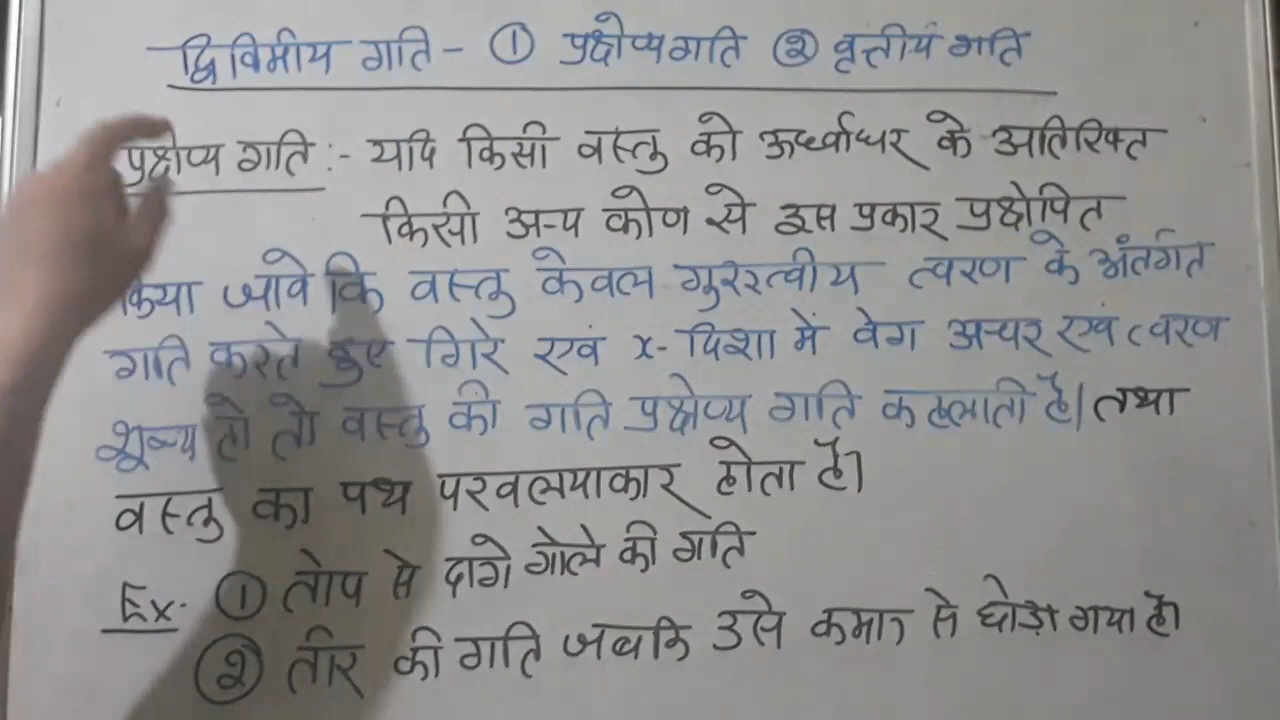 द्विविमीय गति - ① प्रक्षेप्यगति ② वृत्तीय गति
प्रक्षेप्य गति :- यदि किसी वस्तु को ऊर्ध्वाधर के अतिरिक्त
किसी अन्य कोण से इस प्रकार प्रक्षेपित
किया जावे कि वस्तु केवल गुरुत्वीय त्वरण के अंतर्गत
गति करते हुए गिरे एवं x- दिशा में वेग अचर एवं त्वरण
शून्य हो तो वस्तु की गति प्रक्षेप्य गति कहलाती है। तथा
वस्तु का पथ परवलयाकार होता है।
Ex. ① तोप से दागे गोले की गति
② तीर की गति जबकि उसे कमान से छोड़ा गया हो